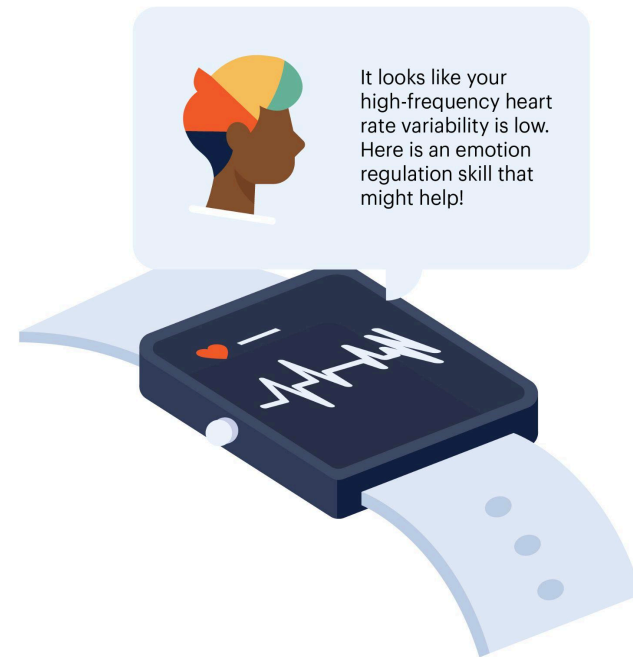 It looks like your
high-frequency heart
rate variability is low.
Here is an emotion
regulation skill that
might help!